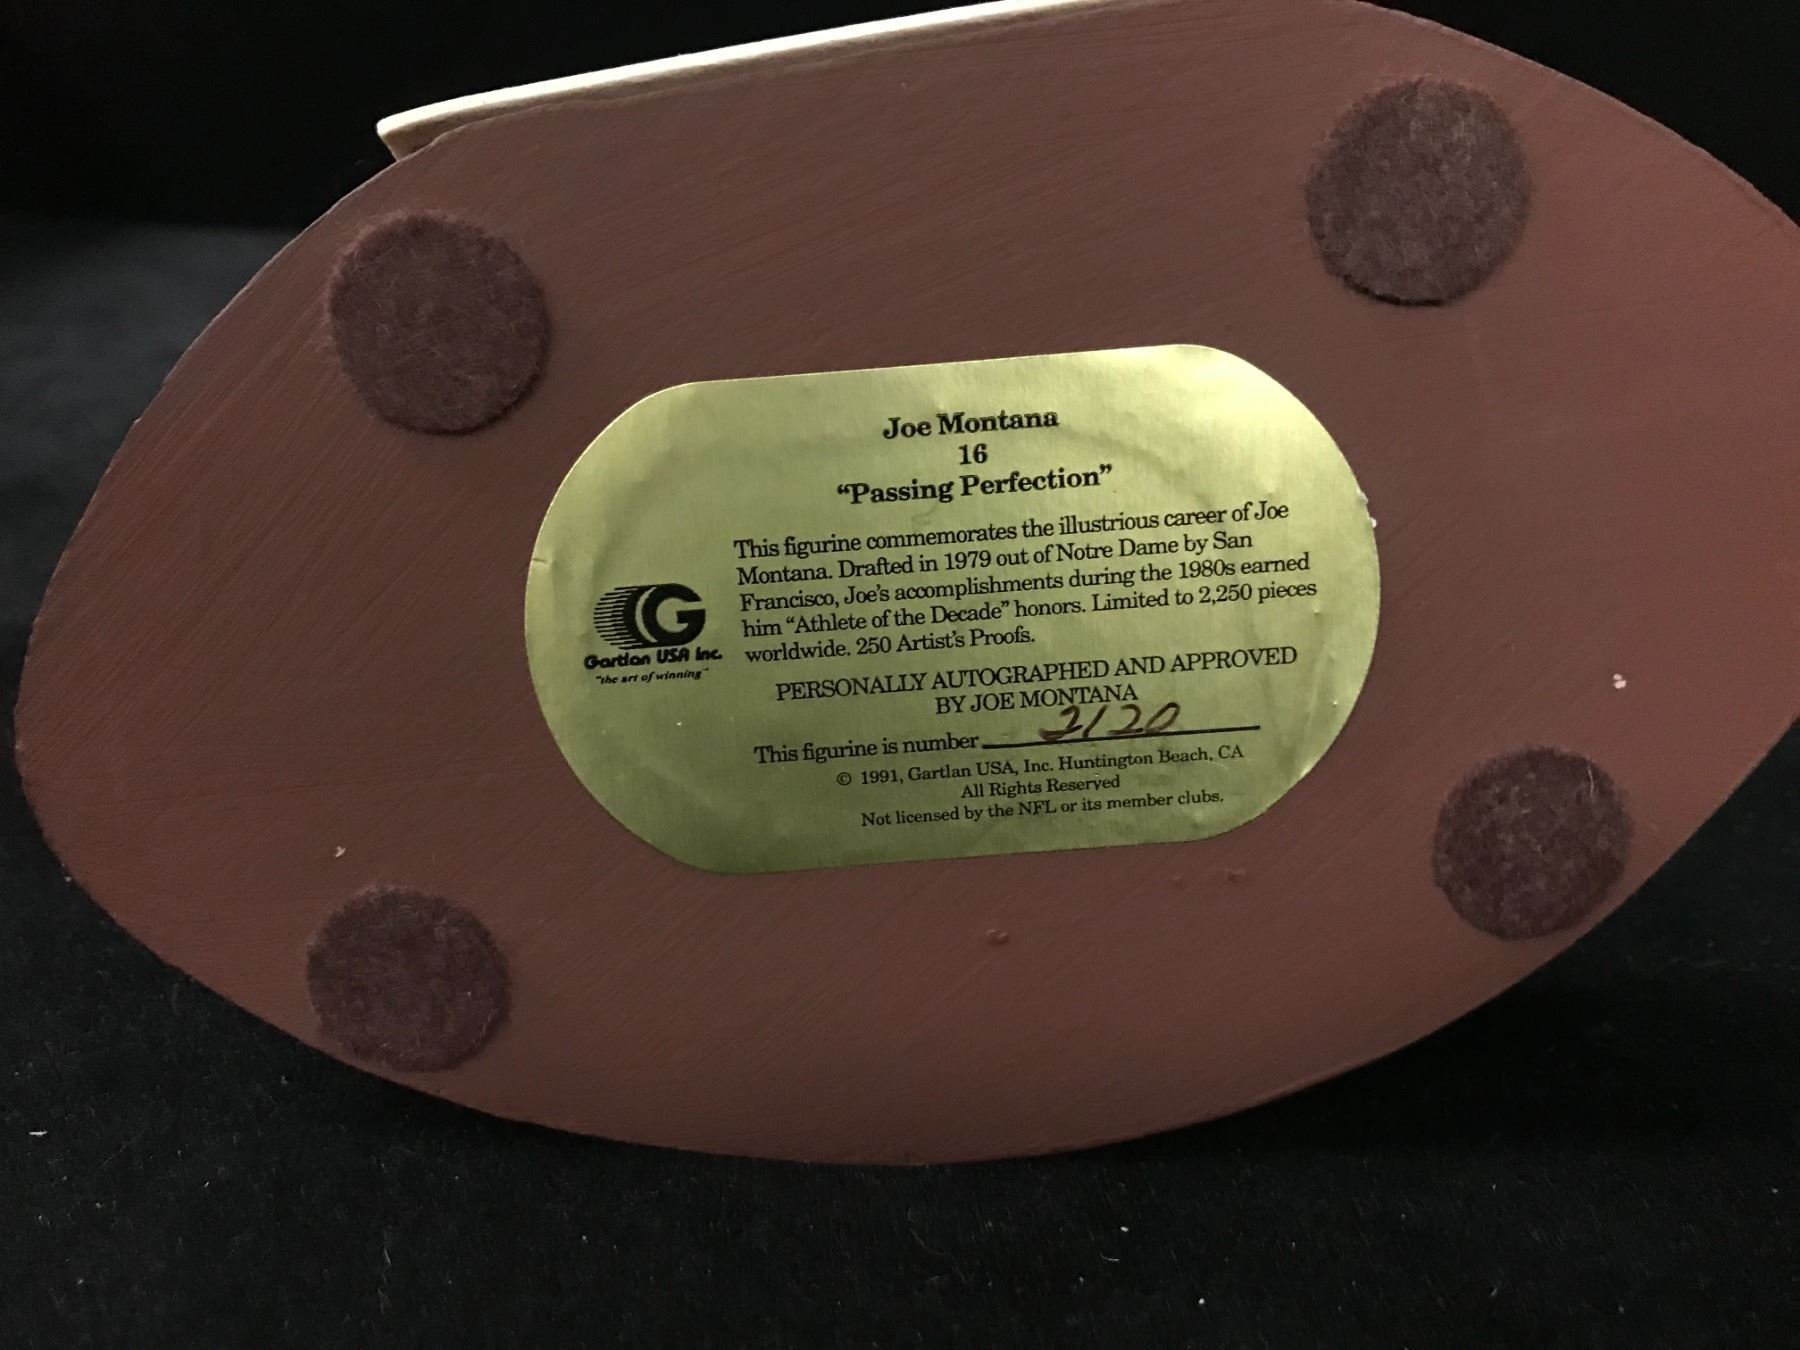 Joe Montana
16
“Passing Perfection”
This figurine commemorates the illustrious career of Joe
Montana. Drafted in 1979 out of Notre Dame by San
Francisco, Joe’s accomplishments during the 1980s earned
him “Athlete of the Decade” honors. Limited to 2,250 pieces
worldwide. 250 Artist’s Proofs.
G
Gartlan USA Inc.
"the art of winning"
PERSONALLY AUTOGRAPHED AND APPROVED
BY JOE MONTANA
This figurine is number 2120
© 1991, Gartlan USA, Inc. Huntington Beach, CA
All Rights Reserved
Not licensed by the NFL or its member clubs.